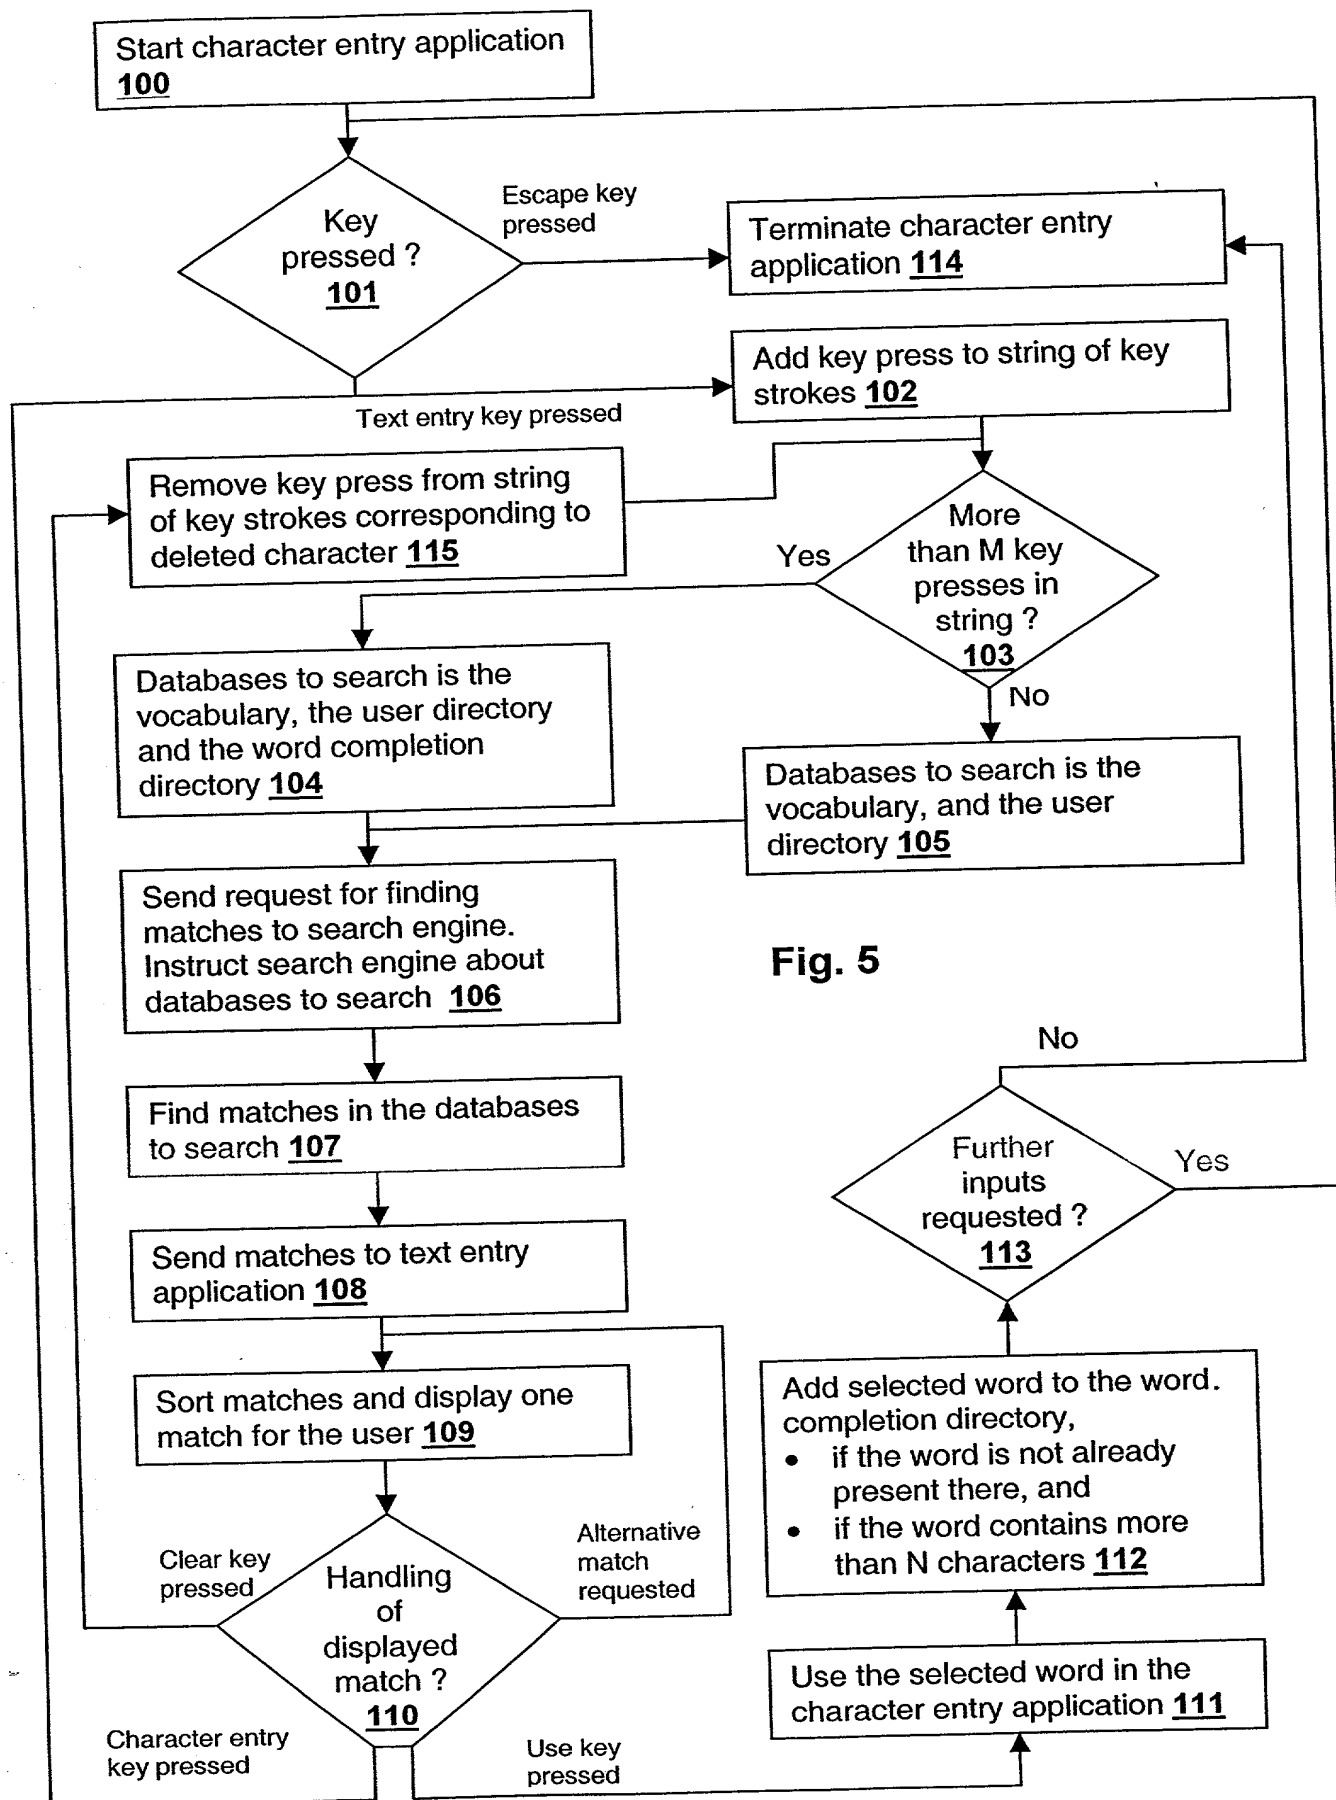 Start character entry application
100
Key
pressed ?
101
Escape key
pressed
Terminate character entry
application 114
Add key press to string of key
strokes 102
Text entry key pressed
Remove key press from string
of key strokes corresponding to
deleted character 115
More
than M key
presses in
string ?
103
Yes
No
Databases to search is the
vocabulary, the user directory
and the word completion
directory 104
Databases to search is the
vocabulary, and the user
directory 105
Send request for finding
matches to search engine.
Instruct search engine about
databases to search 106
Fig. 5
Find matches in the databases
to search 107
No
Further
inputs
requested ?
113
Yes
Send matches to text entry
application 108
Sort matches and display one
match for the user 109
Add selected word to the word.
completion directory,
• if the word is not already
present there, and
• if the word contains more
than N characters 112
Clear key
pressed
Handling
of
displayed
match ?
110
Alternative
match
requested
Use the selected word in the
character entry application 111
Character entry
key pressed
Use key
pressed